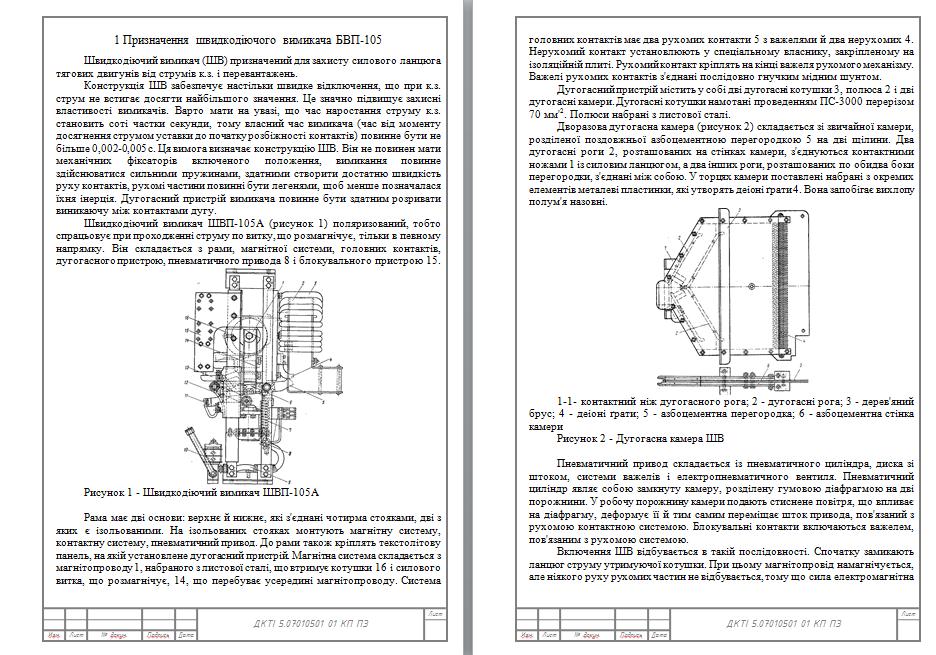 1 Призначення швидкодіючого вимикача БВП-105
Швидкодіючий вимикач (ШВ) призначений для захисту силового ланцюга
тягових двигунів від струмів к.з. і перевантажень.
Конструкція ШВ забезпечує настільки швидке відключення, що при к.з.
струм не встигає досягти найбільшого значення. Це значно підвищує захисні
властивості вимикачів. Варто мати на увазі, що час наростання струму к.з.
становить соті частки секунди, тому власний час вимикача (час від моменту
досягнення струмом уставки до початку розбіжності контактів) повинне бути не
більше 0,002-0,005 с. Ця вимога визначає конструкцію ШВ. Він не повинен мати
механічних фіксаторів включеного положення, вимикання повинне
здійснюватися сильними пружинами, здатними створити достатню швидкість
руху контактів, рухомі частини повинні бути легенями, щоб менше позначалася
їхня інерція. Дугогасний пристрій вимикача повинне бути здатним розривати
виникаючу між контактами дугу.
Швидкодіючий вимикач ШВП-105А (рисунок 1) поляризований, тобто
спрацьовує при проходженні струму по витку, що розмагнічує, тільки в певному
напрямку. Він складається з рами, магнітної системи, головних контактів,
дугогасного пристрою, пневматичного привода 8 і блокувального пристрою 15.
Рисунок 1 - Швидкодіючий вимикач ШВП-105А
Рама має дві основи: верхнє й нижнє, які з'єднані чотирма стояками, дві з
яких є ізольованими. На ізольованих стояках монтують магнітну систему,
контактну систему, пневматичний привод. До рами також кріплять текстолітову
панель, на якій установлене дугогасний пристрій. Магнітна система складається з
магнітопроводу 1, набраного з листової сталі, що втримує котушки 16 і силового
витка, що розмагнічує, 14, що перебуває усередині магнітопроводу. Система
Изм.
Лист
№ докум.
Подпись
Дата
ДКТІ 5.07010501 01 КП ПЗ
Лист
головних контактів має два рухомих контакти 5 з важелями й два нерухомих 4.
Нерухомий контакт установлюють у спеціальному власнику, закріпленому на
ізоляційній плиті. Рухомий контакт кріплять на кінці важеля рухомого механізму.
Важелі рухомих контактів з'єднані послідовно гнучким мідним шунтом.
Дугогасний пристрій містить у собі дві дугогасні котушки 3, полюса 2 і дві
дугогасні камери. Дугогасні котушки намотані проведенням ПС-3000 перерізом
70 мм². Полюси набрані з листової сталі.
Дворазова дугогасна камера (рисунок 2) складається зі звичайної камери,
розділеної поздовжньої азбоцементною перегородкою 5 на дві щілини. Два
дугогасні роги 2, розташованих на стінках камери, з'єднуються контактними
ножами 1 із силовим ланцюгом, а два інших роги, розташованих по обидва боки
перегородки, з'єднані між собою. У торцях камери поставлені набрані з окремих
елементів металеві пластинки, які утворять деіоні ґрати 4. Вона запобігає вихлопу
полум'я назовні.
1-1- контактний ніж дугогасного рога; 2 - дугогасні рога; 3 - дерев'яний
брус; 4 - деіоні ґрати; 5 - азбоцементна перегородка; 6 - азбоцементна стінка
камери
Рисунок 2 - Дугогасна камера ШВ
Пневматичний привод складається із пневматичного циліндра, диска зі
штоком, системи важелів і електропневматичного вентиля. Пневматичний
циліндр являє собою замкнуту камеру, розділену гумовою діафрагмою на дві
порожнини. У робочу порожнину камери подають стиснене повітря, що впливає
на діафрагму, деформує її й тим самим переміщає шток привода, пов'язаний з
рухомою контактною системою. Блокувальні контакти включаються важелем,
пов'язаним з рухомою системою.
Включення ШВ відбувається в такій послідовності. Спочатку замикають
ланцюг струму утримуючої котушки. При цьому магнітопровід намагнічується,
але ніякого руху рухомих частин не відбувається, тому що сила електромагнітна
Изм.
Лист
№ докум.
Подпись
Дата
ДКТІ 5.07010501 01 КП ПЗ
Лист